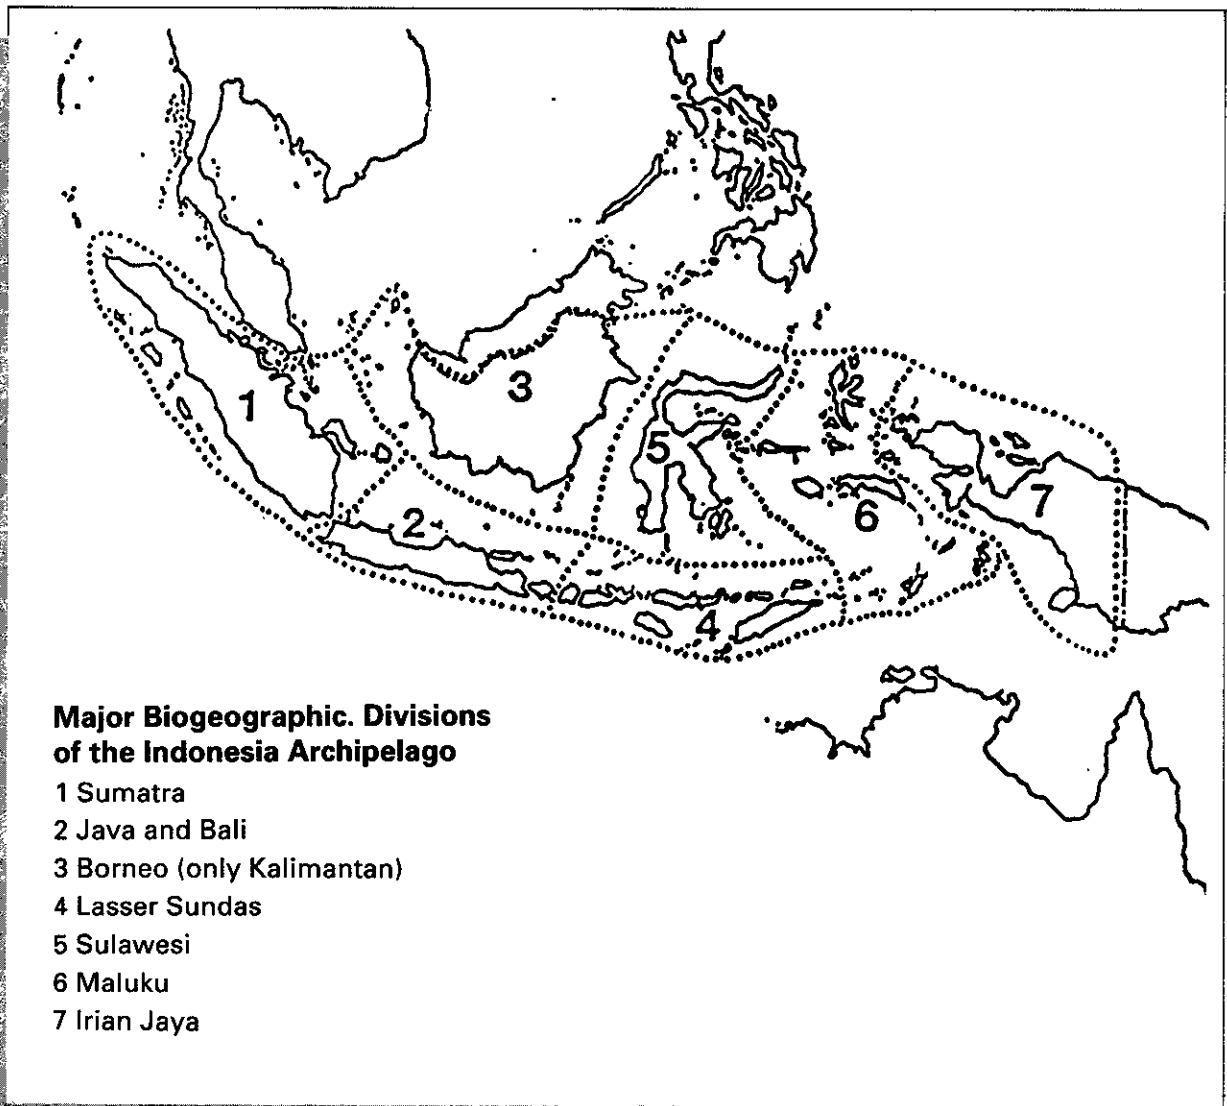 1
3
5
2
7
6
4
Major Biogeographic. Divisions
of the Indonesia Archipelago
1 Sumatra
2 Java and Bali
3 Borneo (only Kalimantan)
4 Lasser Sundas
5 Sulawesi
6 Maluku
7 Irian Jaya